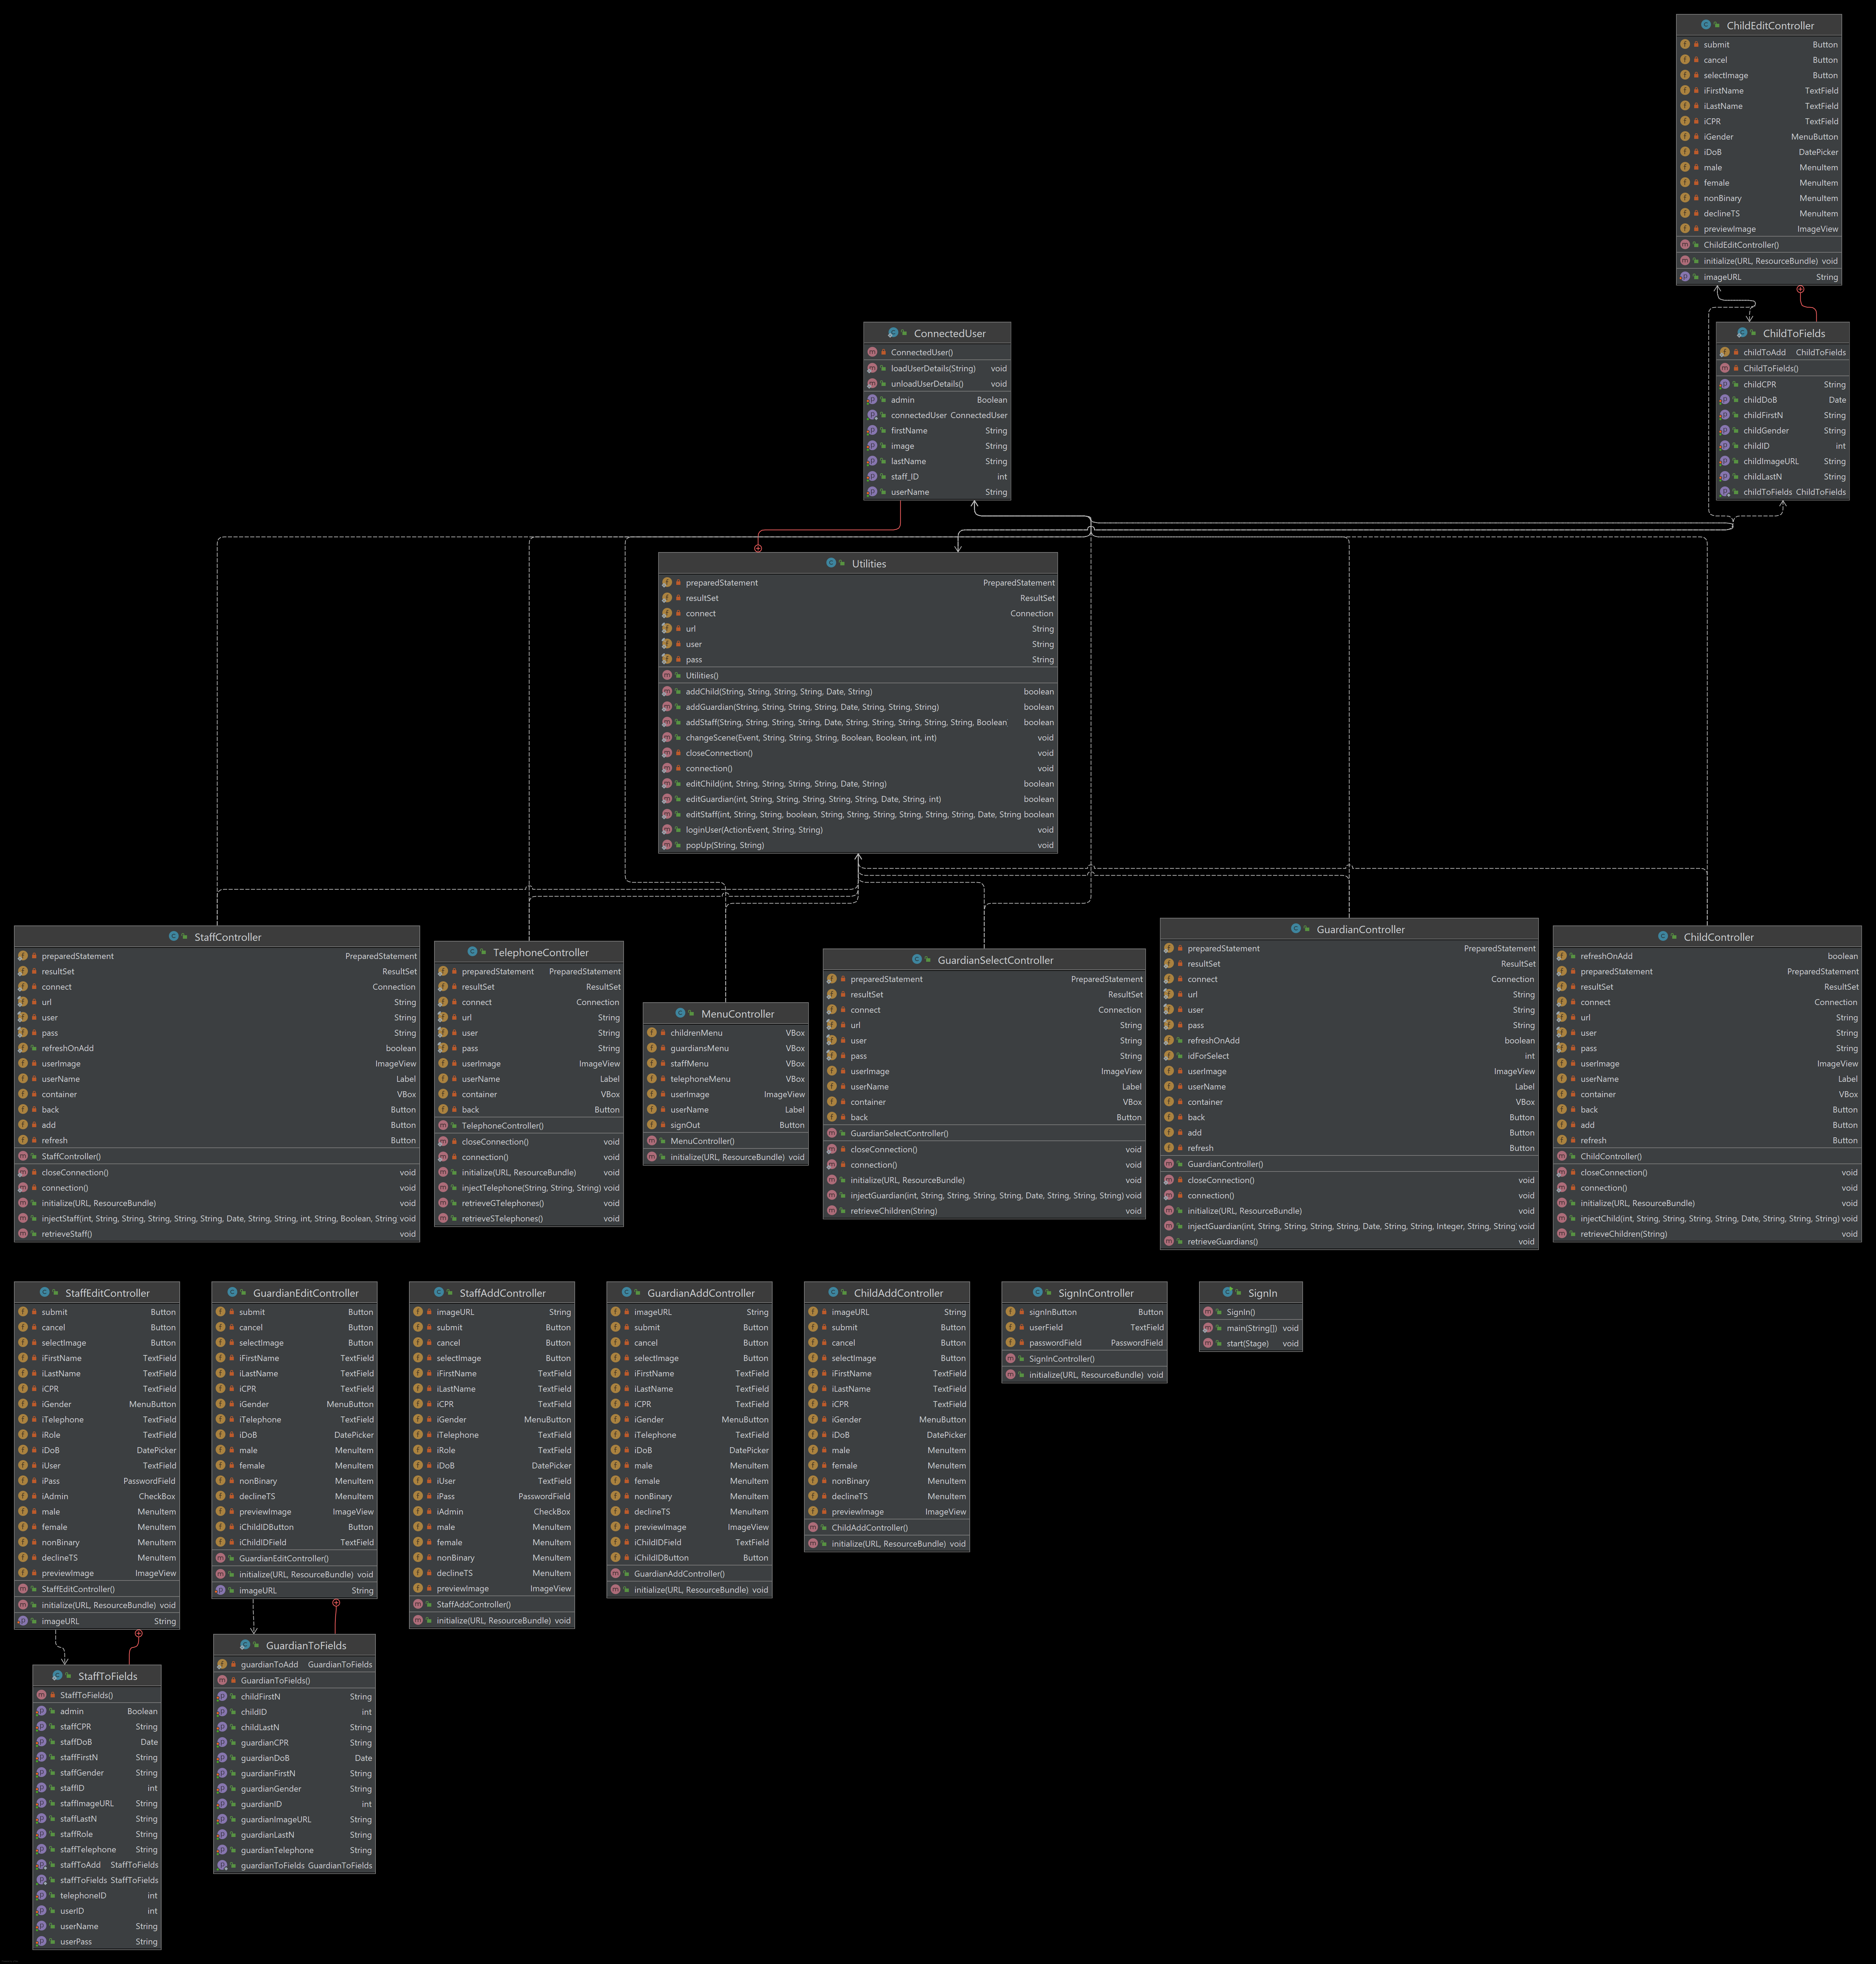 ChildEditController
submit Button
cancel Button
selectImage Button
iFirstName TextField
iLastName TextField
iCPR TextField
iGender MenuButton
iDoB DatePicker
male MenuItem
female MenuItem
nonBinary MenuItem
declineTS MenuItem
previewImage ImageView
ChildEditController()
initialize(URL, ResourceBundle) void
imageURL String
ConnectedUser
ConnectedUser()
loadUserDetails(String) void
unloadUserDetails() void
admin Boolean
connectedUser ConnectedUser
firstName String
image String
lastName String
staff_ID int
userName String
ChildToFields
childToAdd ChildToFields
ChildToFields()
childCPR String
childDoB Date
childFirstN String
childGender String
childID int
childImageURL String
childLastN String
childToFields ChildToFields
Utilities
preparedStatement PreparedStatement
resultSet ResultSet
connect Connection
url String
user String
pass String
Utilities()
addChild(String, String, String, String, Date, String) boolean
addGuardian(String, String, String, String, Date, String, String, String) boolean
addStaff(String, String, String, String, Date, String, String, String, String, String, Boolean boolean
changeScene(Event, String, String, String, Boolean, Boolean, int, int) void
closeConnection() void
connection() void
editChild(int, String, String, String, String, Date, String) boolean
editGuardian(int, String, String, String, String, String, Date, String, int) boolean
editStaff(int, String, String, boolean, String, String, String, String, String, String, Date, String boolean
loginUser(ActionEvent, String, String) void
popUp(String, String) void
StaffController
preparedStatement PreparedStatement
resultSet ResultSet
connect Connection
url String
user String
pass String
refreshOnAdd boolean
userImage ImageView
userName Label
container VBox
back Button
add Button
refresh Button
StaffController()
closeConnection() void
connection() void
initialize(URL, ResourceBundle) void
injectStaff(int, String, String, String, String, String, Date, String, String, int, String, Boolean, String void
retrieveStaff() void
TelephoneController
preparedStatement PreparedStatement
resultSet ResultSet
connect Connection
url String
user String
pass String
userImage ImageView
userName Label
container VBox
back Button
TelephoneController()
closeConnection() void
connection() void
initialize(URL, ResourceBundle) void
injectTelephone(String, String, String) void
retrieveGTelephones() void
retrieveSTelephones() void
MenuController
childrenMenu VBox
guardiansMenu VBox
staffMenu VBox
telephoneMenu VBox
userImage ImageView
userName Label
signOut Button
MenuController()
initialize(URL, ResourceBundle) void
GuardianSelectController
preparedStatement PreparedStatement
resultSet ResultSet
connect Connection
url String
user String
pass String
userImage ImageView
userName Label
container VBox
back Button
GuardianSelectController()
closeConnection() void
connection() void
initialize(URL, ResourceBundle) void
injectGuardian(int, String, String, String, String, Date, String, String, String) void
retrieveChildren(String) void
GuardianController
preparedStatement PreparedStatement
resultSet ResultSet
connect Connection
url String
user String
pass String
refreshOnAdd boolean
idForSelect int
userImage ImageView
userName Label
container VBox
back Button
add Button
refresh Button
GuardianController()
closeConnection() void
connection() void
initialize(URL, ResourceBundle) void
injectGuardian(int, String, String, String, String, Date, String, String, Integer, String, String void
retrieveGuardians() void
ChildController
refreshOnAdd boolean
preparedStatement PreparedStatement
resultSet ResultSet
connect Connection
url String
user String
pass String
userImage ImageView
userName Label
container VBox
back Button
add Button
refresh Button
ChildController()
closeConnection() void
connection() void
initialize(URL, ResourceBundle) void
injectChild(int, String, String, String, String, Date, String, String, String) void
retrieveChildren(String) void
StaffEditController
submit Button
cancel Button
selectImage Button
iFirstName TextField
iLastName TextField
iCPR TextField
iGender MenuButton
iTelephone TextField
iRole TextField
iDoB DatePicker
iUser TextField
iPass PasswordField
iAdmin CheckBox
male MenuItem
female MenuItem
nonBinary MenuItem
declineTS MenuItem
previewImage ImageView
StaffEditController()
initialize(URL, ResourceBundle) void
imageURL String
GuardianEditController
submit Button
cancel Button
selectImage Button
iFirstName TextField
iLastName TextField
iCPR TextField
iGender MenuButton
iTelephone TextField
iDoB DatePicker
male MenuItem
female MenuItem
nonBinary MenuItem
declineTS MenuItem
previewImage ImageView
iChildIDButton Button
iChildIDField TextField
GuardianEditController()
initialize(URL, ResourceBundle) void
imageURL String
StaffAddController
imageURL String
submit Button
cancel Button
selectImage Button
iFirstName TextField
iLastName TextField
iCPR TextField
iGender MenuButton
iTelephone TextField
iRole TextField
iDoB DatePicker
iUser TextField
iPass PasswordField
iAdmin CheckBox
male MenuItem
female MenuItem
nonBinary MenuItem
declineTS MenuItem
previewImage ImageView
StaffAddController()
initialize(URL, ResourceBundle) void
GuardianAddController
imageURL String
submit Button
cancel Button
selectImage Button
iFirstName TextField
iLastName TextField
iCPR TextField
iGender MenuButton
iTelephone TextField
iDoB DatePicker
male MenuItem
female MenuItem
nonBinary MenuItem
declineTS MenuItem
previewImage ImageView
iChildIDField TextField
iChildIDButton Button
GuardianAddController()
initialize(URL, ResourceBundle) void
ChildAddController
imageURL String
submit Button
cancel Button
selectImage Button
iFirstName TextField
iLastName TextField
iCPR TextField
iGender MenuButton
iDoB DatePicker
male MenuItem
female MenuItem
nonBinary MenuItem
declineTS MenuItem
previewImage ImageView
ChildAddController()
initialize(URL, ResourceBundle) void
SignInController
signInButton Button
userField TextField
passwordField PasswordField
SignInController()
initialize(URL, ResourceBundle) void
SignIn
SignIn()
main(String[]) void
start(Stage) void
StaffToFields
StaffToFields()
admin Boolean
staffCPR String
staffDoB Date
staffFirstN String
staffGender String
staffID int
staffImageURL String
staffLastN String
staffRole String
staffTelephone String
staffToAdd StaffToFields
staffToFields StaffToFields
telephoneID int
userID int
userName String
userPass String
GuardianToFields
guardianToAdd GuardianToFields
GuardianToFields()
childFirstN String
childID int
childLastN String
guardianCPR String
guardianDoB Date
guardianFirstN String
guardianGender String
guardianID int
guardianImageURL String
guardianLastN String
guardianTelephone String
guardianToFields GuardianToFields